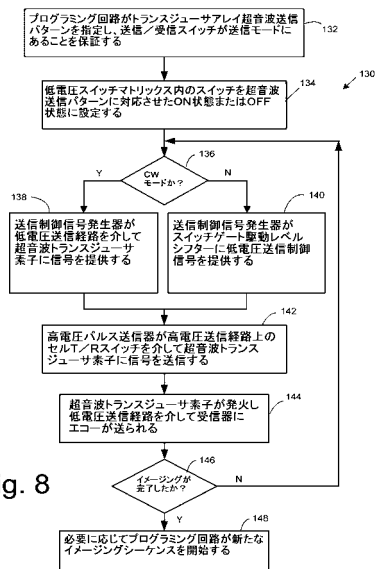 プログラミング回路がトランスジューサアレイ超音波送信
パターンを指定し、送信／受信スイッチが送信モードに
あることを保証する
132
130
低電圧スイッチマトリックス内のスイッチを超音波
送信パターンに対応させたON状態またはOFF
状態に設定する
134
CW
モードか？
136
Y
N
138
送信制御信号発生器が
低電圧送信経路を介して
超音波トランスジューサ
素子に信号を提供する
140
送信制御信号発生器が
スイッチゲート駆動レベル
シフターに低電圧送信制御
信号を提供する
142
高電圧パルス送信器が高電圧送信経路上の
セルT／Rスイッチを介して超音波トランス
ジューサ素子に信号を送信する
144
超音波トランスジューサ素子が発火し
低電圧送信経路を介して受信器に
エコーが送られる
146
イメージングが
完了したか？
N
Y
148
必要に応じてプログラミング回路が新たな
イメージングシーケンスを開始する
g. 8